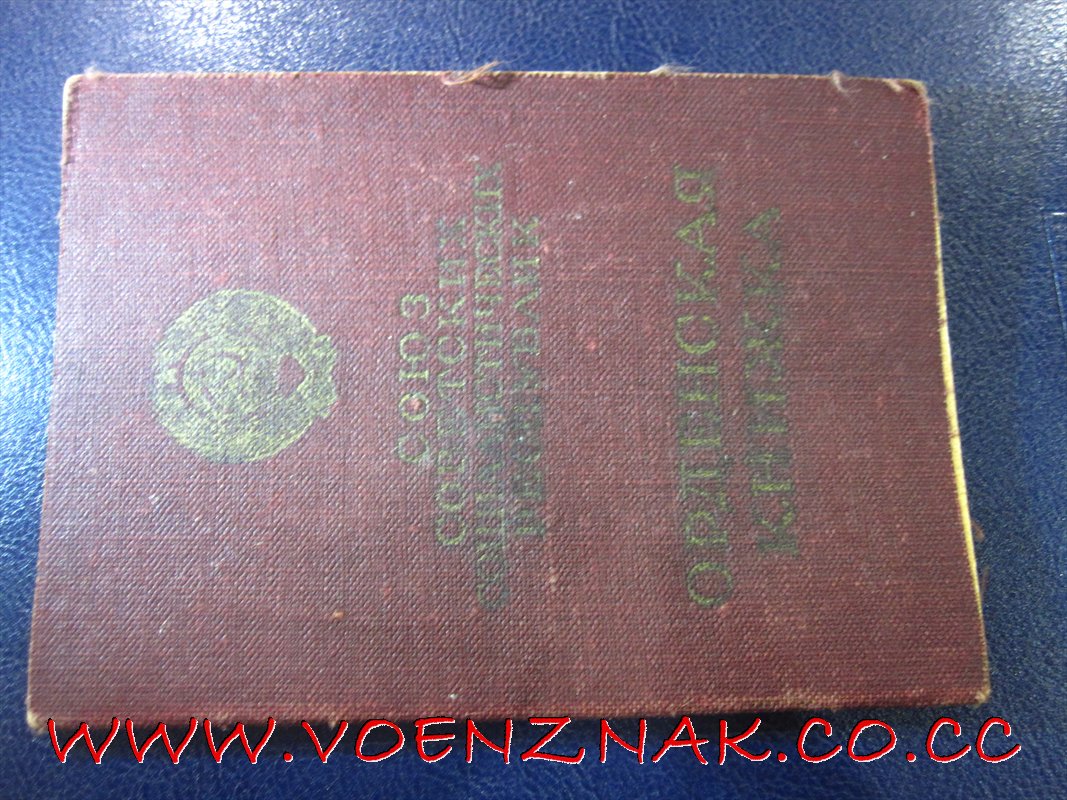 СОЮЗ
СОВЕТСКИХ
СОЦИАЛИСТИЧЕСКИХ
РЕСПУБЛИК
ОРДЕНСКАЯ
КНИЖКА
WWW.VOENZNAK.CO.CC